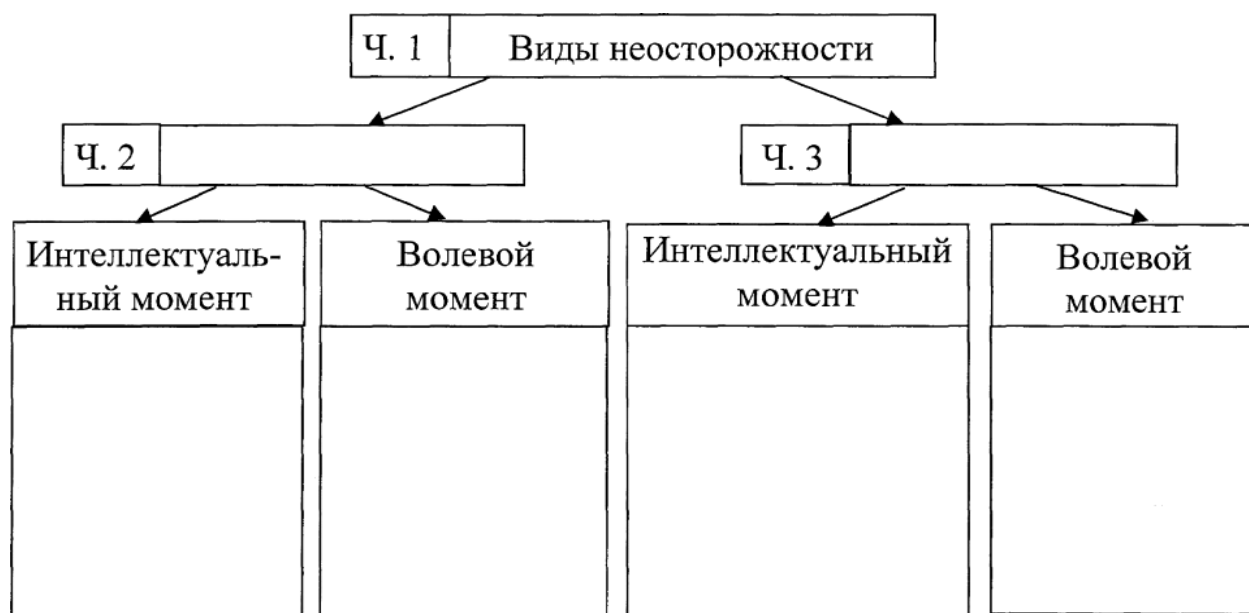 Ч. 1 Виды неосторожности
Ч. 2
Ч. 3
Интеллектуаль-
ный момент
Волевой
момент
Интеллектуальный
момент
Волевой
момент